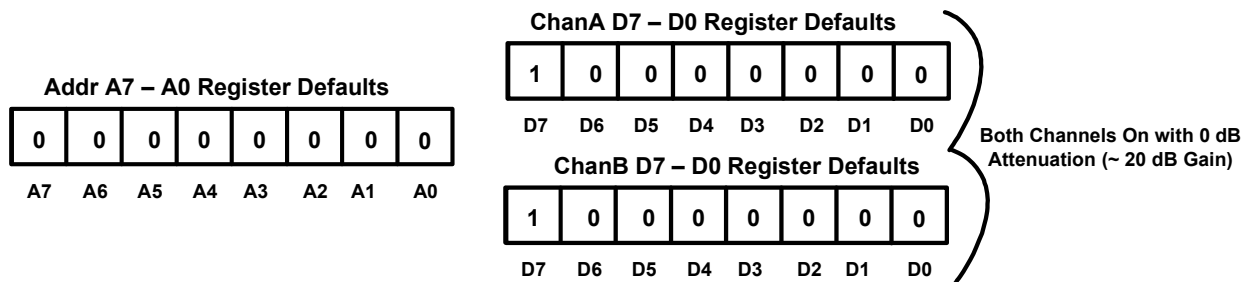 Addr A7 – A0 Register Defaults
0 0 0 0 0 0 0 0
A7 A6 A5 A4 A3 A2 A1 A0
ChanA D7 – D0 Register Defaults
1 0 0 0 0 0 0 0
D7 D6 D5 D4 D3 D2 D1 D0
ChanB D7 – D0 Register Defaults
1 0 0 0 0 0 0 0
D7 D6 D5 D4 D3 D2 D1 D0
Both Channels On with 0 dB
Attenuation (~ 20 dB Gain)